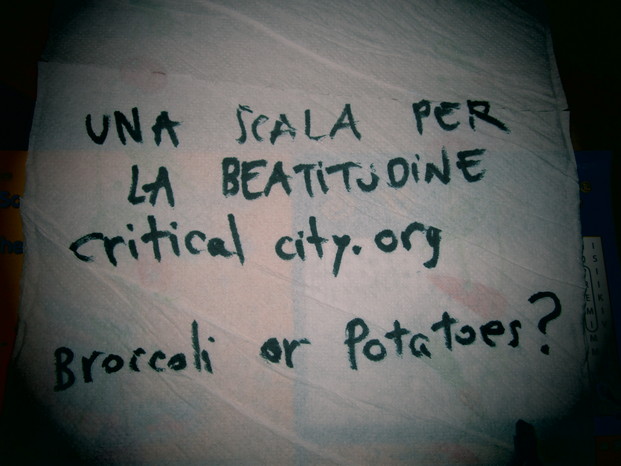 UNA SCALA PER
LA BEATITUDINE
critical city.org
Broccoli or Potatoes?